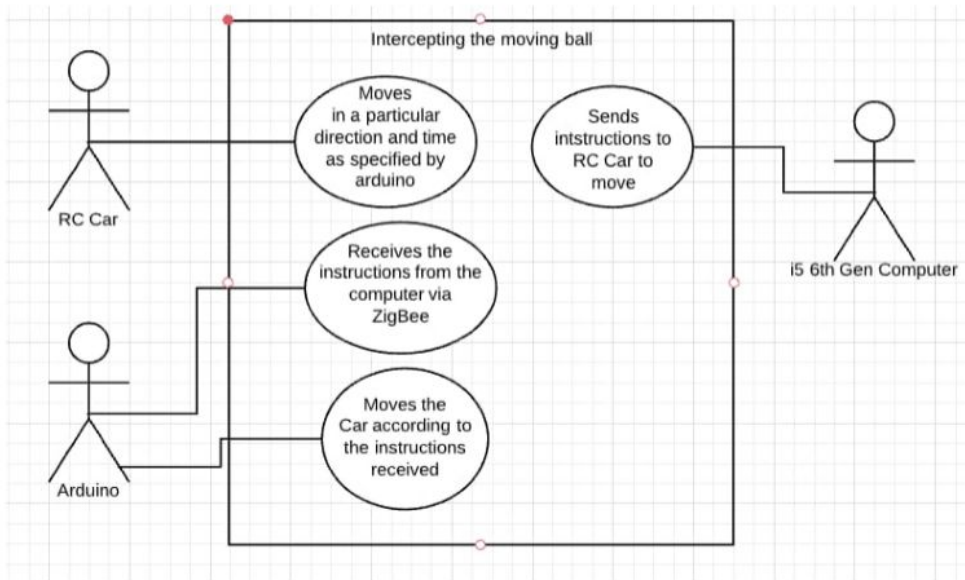 Intercepting the moving ball
Moves
in a particular
direction and time
as specified by
arduino
Sends
intstructions to
RC Car to
move
RC Car
i5 6th Gen Computer
Receives the
instructions from the
computer via
ZigBee
Moves the
Car according to
the instructions
received
Arduino